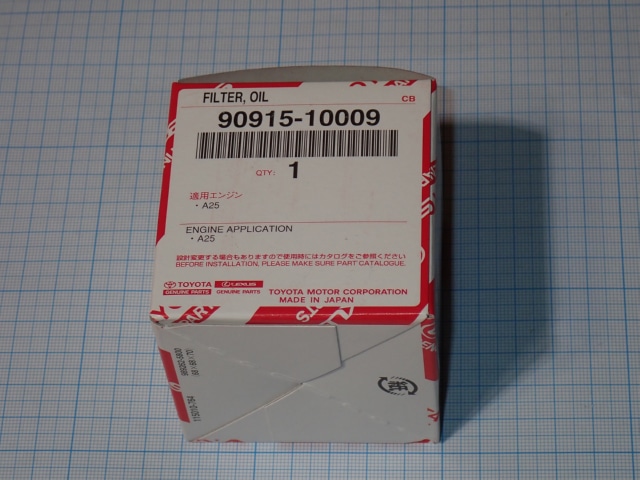 FILTER, OIL
CB
90915-10009
QTY: 1
適用エンジン
・A25
ENGINE APPLICATION
・A25
設計変更する場合もありますので使用時にはカタログをご参照ください
BEFORE INSTALLATION, PLEASE MAKE SURE PART CATALOGUE.
TOYOTA
GENUINE PARTS
LEXUS
GENUINE PARTS
TOYOTA MOTOR CORPORATION
MADE IN JAPAN
紙